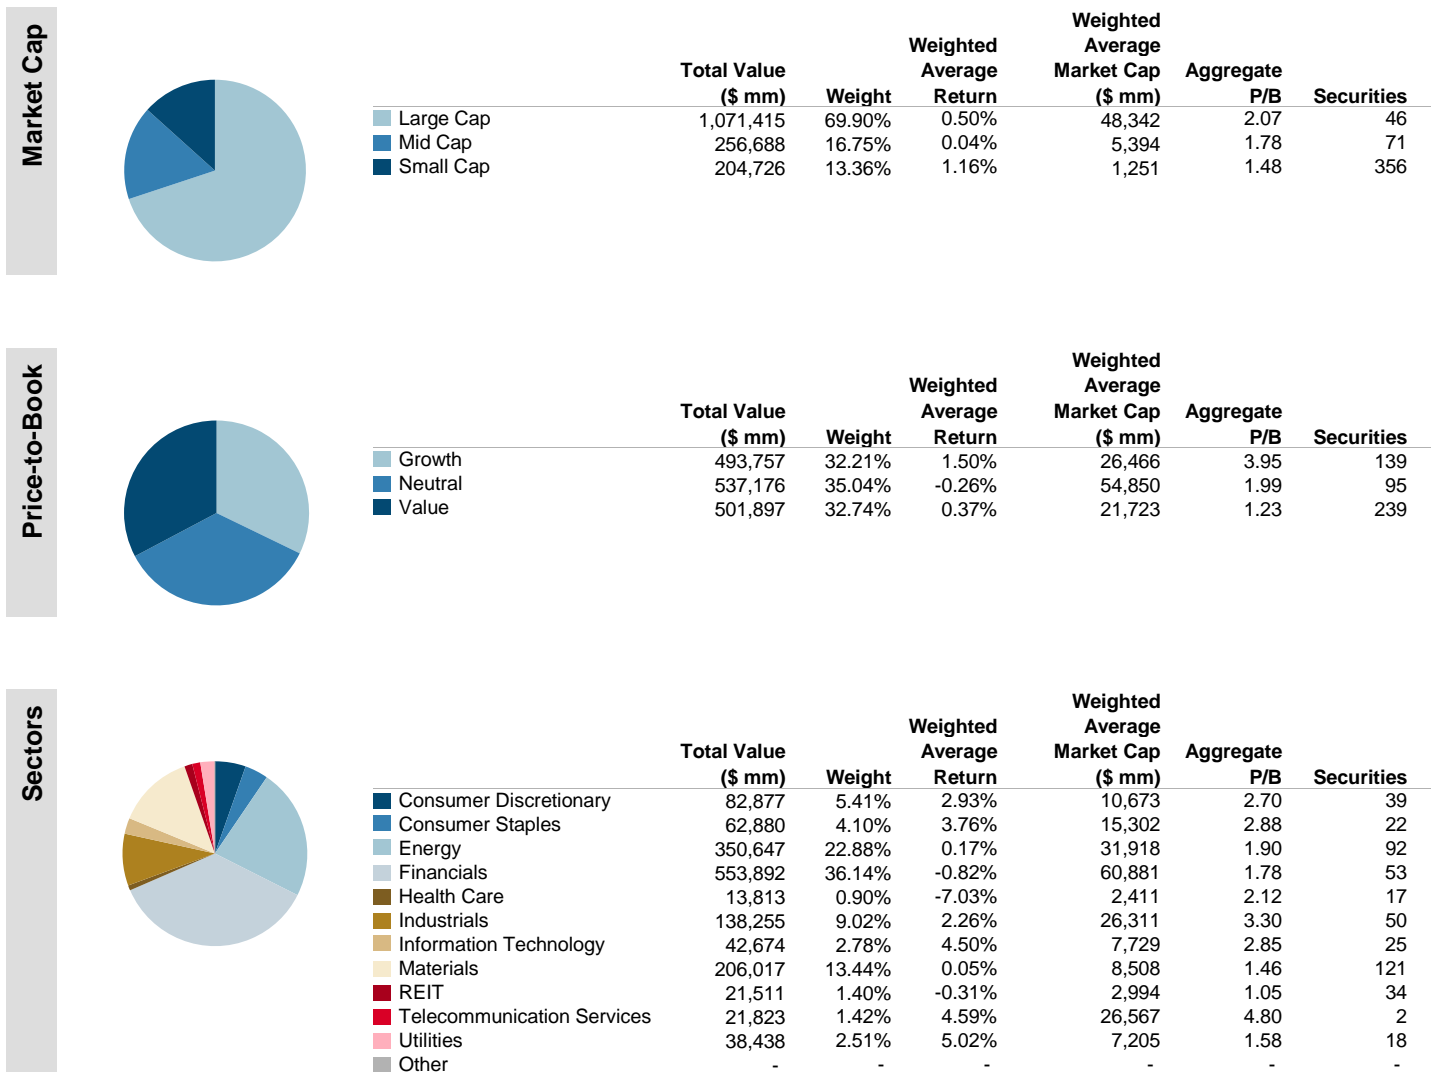 Market Cap
Weighted
Weighted Average
Total Value Average Market Cap Aggregate
($ mm) Weight Return ($ mm) P/B Securities
Large Cap 1,071,415 69.90% 0.50% 48,342 2.07 46
Mid Cap 256,688 16.75% 0.04% 5,394 1.78 71
Small Cap 204,726 13.36% 1.16% 1,251 1.48 356
Price-to-Book
Weighted
Weighted Average
Total Value Average Market Cap Aggregate
($ mm) Weight Return ($ mm) P/B Securities
Growth 493,757 32.21% 1.50% 26,466 3.95 139
Neutral 537,176 35.04% -0.26% 54,850 1.99 95
Value 501,897 32.74% 0.37% 21,723 1.23 239
Sectors
Weighted
Weighted Average
Total Value Average Market Cap Aggregate
($ mm) Weight Return ($ mm) P/B Securities
Consumer Discretionary 82,877 5.41% 2.93% 10,673 2.70 39
Consumer Staples 62,880 4.10% 3.76% 15,302 2.88 22
Energy 350,647 22.88% 0.17% 31,918 1.90 92
Financials 553,892 36.14% -0.82% 60,881 1.78 53
Health Care 13,813 0.90% -7.03% 2,411 2.12 17
Industrials 138,255 9.02% 2.26% 26,311 3.30 50
Information Technology 42,674 2.78% 4.50% 7,729 2.85 25
Materials 206,017 13.44% 0.05% 8,508 1.46 121
REIT 21,511 1.40% -0.31% 2,994 1.05 34
Telecommunication Services 21,823 1.42% 4.59% 26,567 4.80 2
Utilities 38,438 2.51% 5.02% 7,205 1.58 18
Other - - - - - -